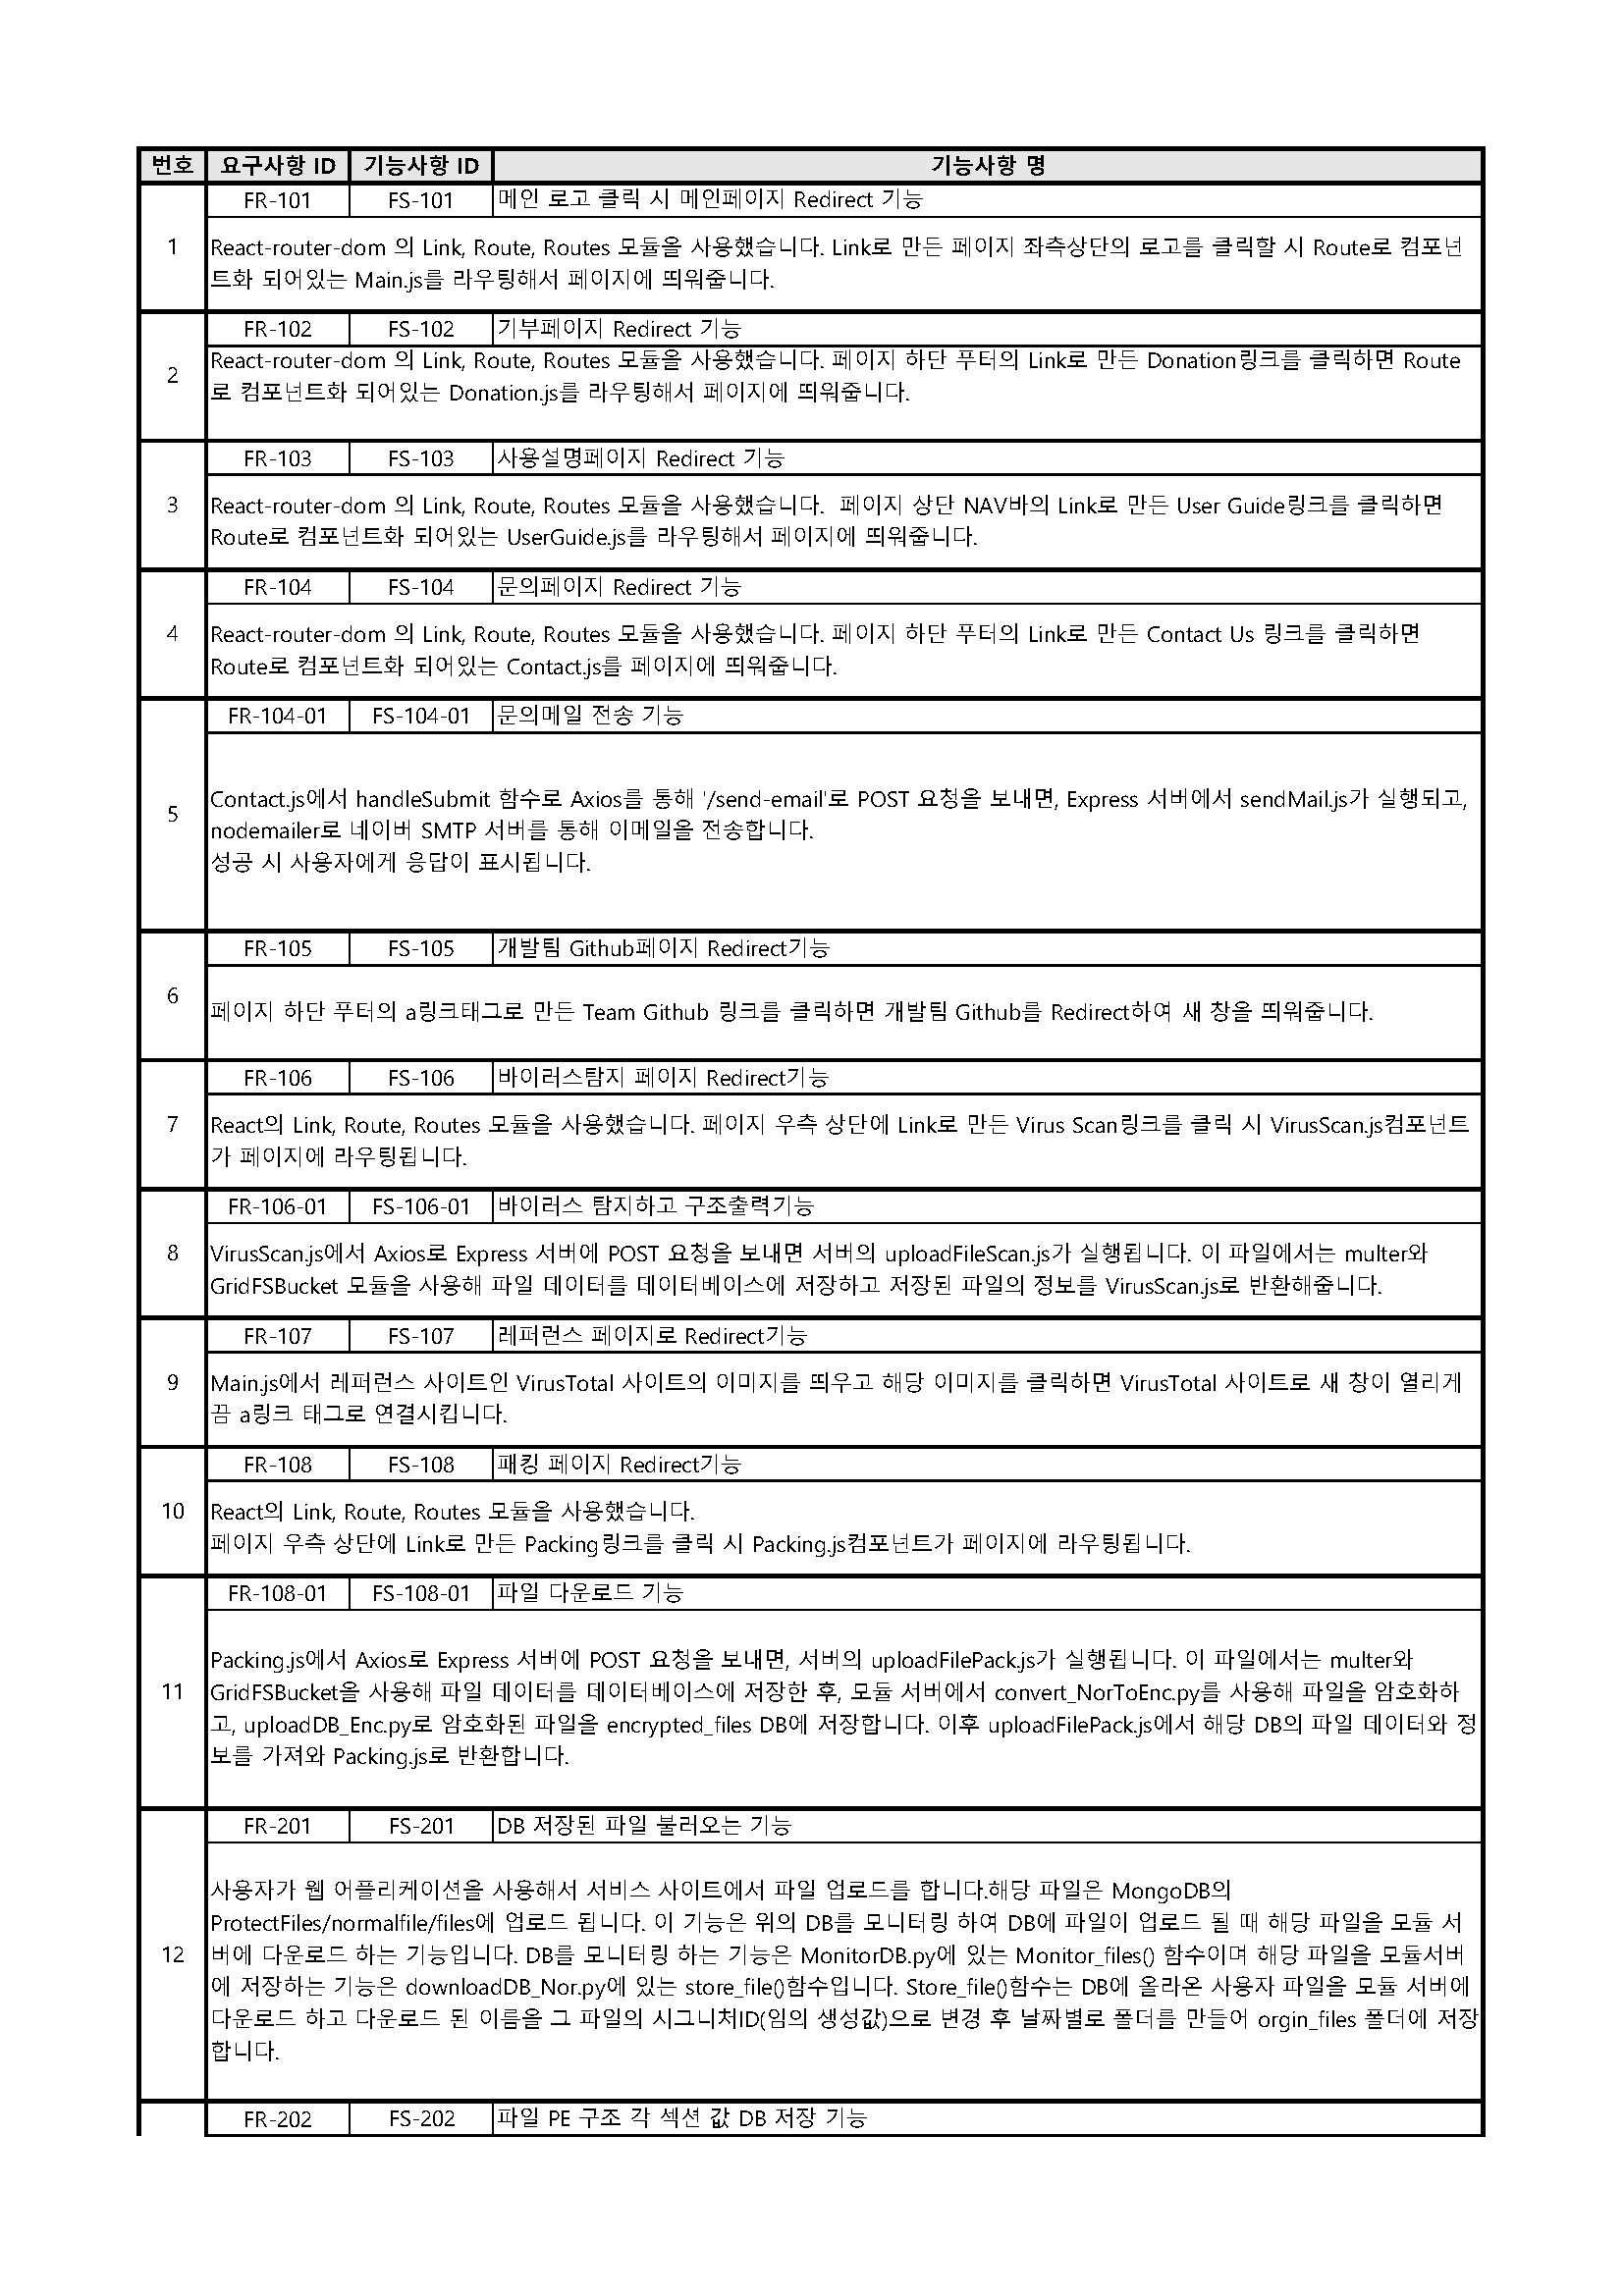 번호 요구사항 ID 기능사항 ID 기능사항 명
FR-101 FS-101 메인 로고 클릭 시 메인페이지 Redirect 기능
1
React-router-dom 의 Link, Route, Routes 모듈을 사용했습니다. Link로 만든 페이지 좌측상단의 로고를 클릭할 시 Route로 컴포넌
트화 되어있는 Main.js를 라우팅해서 페이지에 띄워줍니다.
FR-102 FS-102 기부페이지 Redirect 기능
2
React-router-dom 의 Link, Route, Routes 모듈을 사용했습니다. 페이지 하단 푸터의 Link로 만든 Donation링크를 클릭하면 Route
로 컴포넌트화 되어있는 Donation.js를 라우팅해서 페이지에 띄워줍니다.
FR-103 FS-103 사용설명페이지 Redirect 기능
3
React-router-dom 의 Link, Route, Routes 모듈을 사용했습니다.  페이지 상단 NAV바의 Link로 만든 User Guide링크를 클릭하면
Route로 컴포넌트화 되어있는 UserGuide.js를 라우팅해서 페이지에 띄워줍니다.
FR-104 FS-104 문의페이지 Redirect 기능
4
React-router-dom 의 Link, Route, Routes 모듈을 사용했습니다. 페이지 하단 푸터의 Link로 만든 Contact Us 링크를 클릭하면
Route로 컴포넌트화 되어있는 Contact.js를 페이지에 띄워줍니다.
FR-104-01 FS-104-01 문의메일 전송 기능
5
Contact.js에서 handleSubmit 함수로 Axios를 통해 '/send-email'로 POST 요청을 보내면, Express 서버에서 sendMail.js가 실행되고,
nodemailer로 네이버 SMTP 서버를 통해 이메일을 전송합니다.
성공 시 사용자에게 응답이 표시됩니다.
FR-105 FS-105 개발팀 Github페이지 Redirect기능
6
페이지 하단 푸터의 a링크태그로 만든 Team Github 링크를 클릭하면 개발팀 Github를 Redirect하여 새 창을 띄워줍니다.
FR-106 FS-106 바이러스탐지 페이지 Redirect기능
7
React의 Link, Route, Routes 모듈을 사용했습니다. 페이지 우측 상단에 Link로 만든 Virus Scan링크를 클릭 시 VirusScan.js컴포넌트
가 페이지에 라우팅됩니다.
FR-106-01 FS-106-01 바이러스 탐지하고 구조출력기능
8
VirusScan.js에서 Axios로 Express 서버에 POST 요청을 보내면 서버의 uploadFileScan.js가 실행됩니다. 이 파일에서는 multer와
GridFSBucket 모듈을 사용해 파일 데이터를 데이터베이스에 저장하고 저장된 파일의 정보를 VirusScan.js로 반환해줍니다.
FR-107 FS-107 레퍼런스 페이지로 Redirect기능
9
Main.js에서 레퍼런스 사이트인 VirusTotal 사이트의 이미지를 띄우고 해당 이미지를 클릭하면 VirusTotal 사이트로 새 창이 열리게
끔 a링크 태그로 연결시킵니다.
FR-108 FS-108 패킹 페이지 Redirect기능
10
React의 Link, Route, Routes 모듈을 사용했습니다.
페이지 우측 상단에 Link로 만든 Packing링크를 클릭 시 Packing.js컴포넌트가 페이지에 라우팅됩니다.
FR-108-01 FS-108-01 파일 다운로드 기능
11
Packing.js에서 Axios로 Express 서버에 POST 요청을 보내면, 서버의 uploadFilePack.js가 실행됩니다. 이 파일에서는 multer와
GridFSBucket을 사용해 파일 데이터를 데이터베이스에 저장한 후, 모듈 서버에서 convert_NorToEnc.py를 사용해 파일을 암호화하
고, uploadDB_Enc.py로 암호화된 파일을 encrypted_files DB에 저장합니다. 이후 uploadFilePack.js에서 해당 DB의 파일 데이터와 정
보를 가져와 Packing.js로 반환합니다.
FR-201 FS-201 DB 저장된 파일 불러오는 기능
12
사용자가 웹 어플리케이션을 사용해서 서비스 사이트에서 파일 업로드를 합니다.해당 파일은 MongoDB의
ProtectFiles/normalfile/files에 업로드 됩니다. 이 기능은 위의 DB를 모니터링 하여 DB에 파일이 업로드 될 때 해당 파일을 모듈 서
버에 다운로드 하는 기능입니다. DB를 모니터링 하는 기능은 MonitorDB.py에 있는 Monitor_files() 함수이며 해당 파일을 모듈서버
에 저장하는 기능은 downloadDB_Nor.py에 있는 store_file()함수입니다. Store_file()함수는 DB에 올라온 사용자 파일을 모듈 서버에
다운로드 하고 다운로드 된 이름을 그 파일의 시그니처ID(임의 생성값)으로 변경 후 날짜별로 폴더를 만들어 orgin_files 폴더에 저장
합니다.
FR-202 FS-202 파일 PE 구조 각 섹션 값 DB 저장 기능